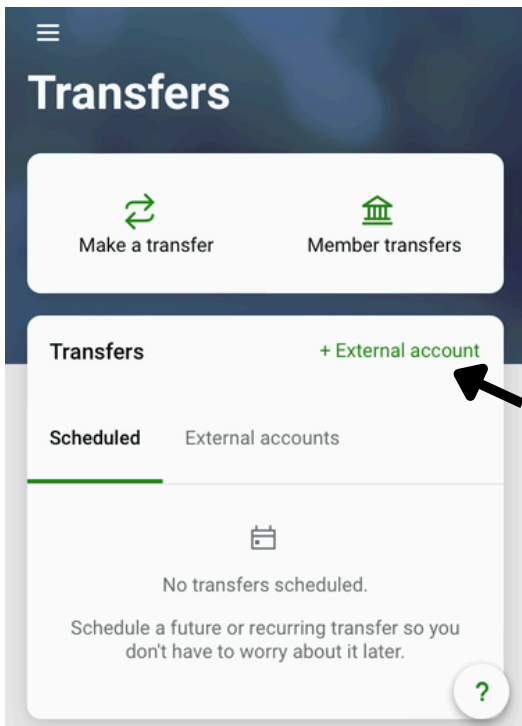 Transfers
Make a transfer
Member transfers
Transfers
+ External account
Scheduled
External accounts
No transfers scheduled.
Schedule a future or recurring transfer so you
don't have to worry about it later.
?